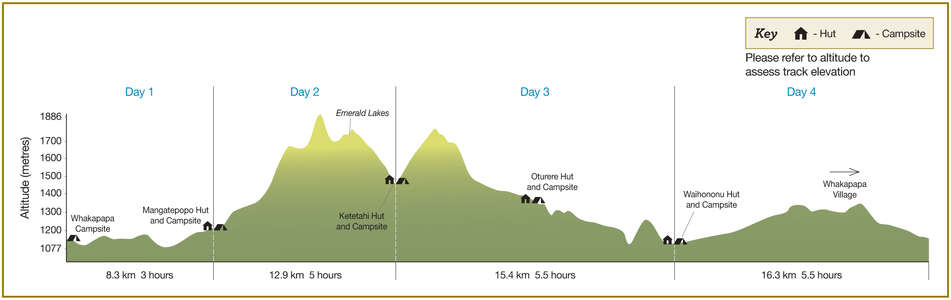 Key - Hut - Campsite
Please refer to altitude to
assess track elevation
Day 1
Day 2
Day 3
Day 4
Altitude (metres)
1886
1700
1600
1500
1400
1300
1200
1077
Whakapapa
Campsite
Mangatepopo Hut
and Campsite
Emerald Lakes
Ketetahi Hut
and Campsite
Oturere Hut
and Campsite
Waihononu Hut
and Campsite
Whakapapa
Village
8.3 km 3 hours
12.9 km 5 hours
15.4 km 5.5 hours
16.3 km 5.5 hours